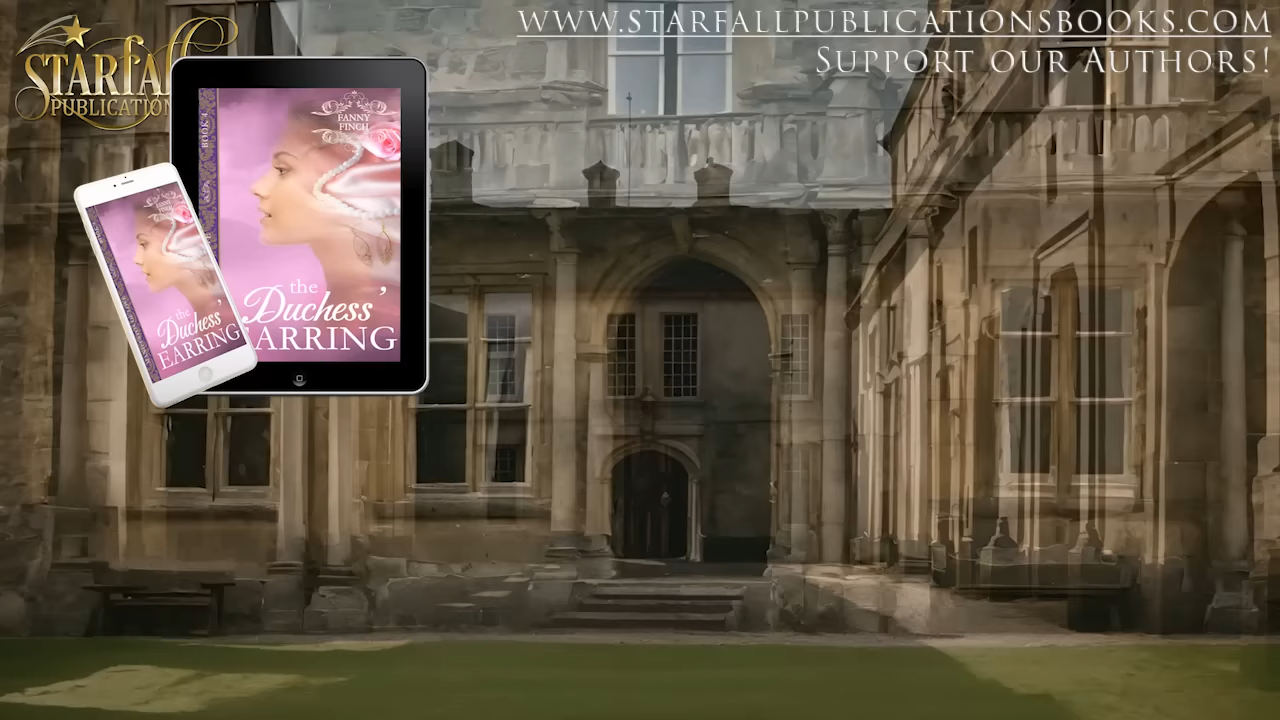 WWW.STARFALLPUBLICATIONSBOOKS.COM
SUPPORT OUR AUTHORS!
STARFALL
PUBLICATION
BOOK 4
FANNY
FINCH
the
Duchess'
EARRING
FANNY
FINCH
the
Duchess'
EARRING